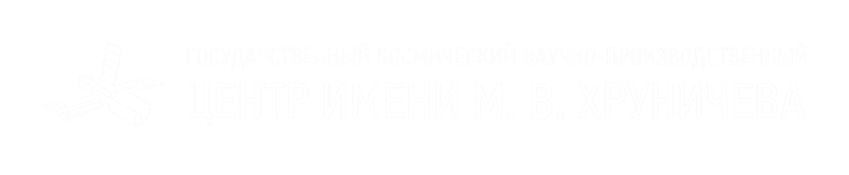 ГОСУДАРСТВЕННЫЙ КОСМИЧЕСКИЙ НАУЧНО-ПРОИЗВОДСТВЕННЫЙ
ЦЕНТР ИМЕНИ М. В. ХРУНИЧЕВА